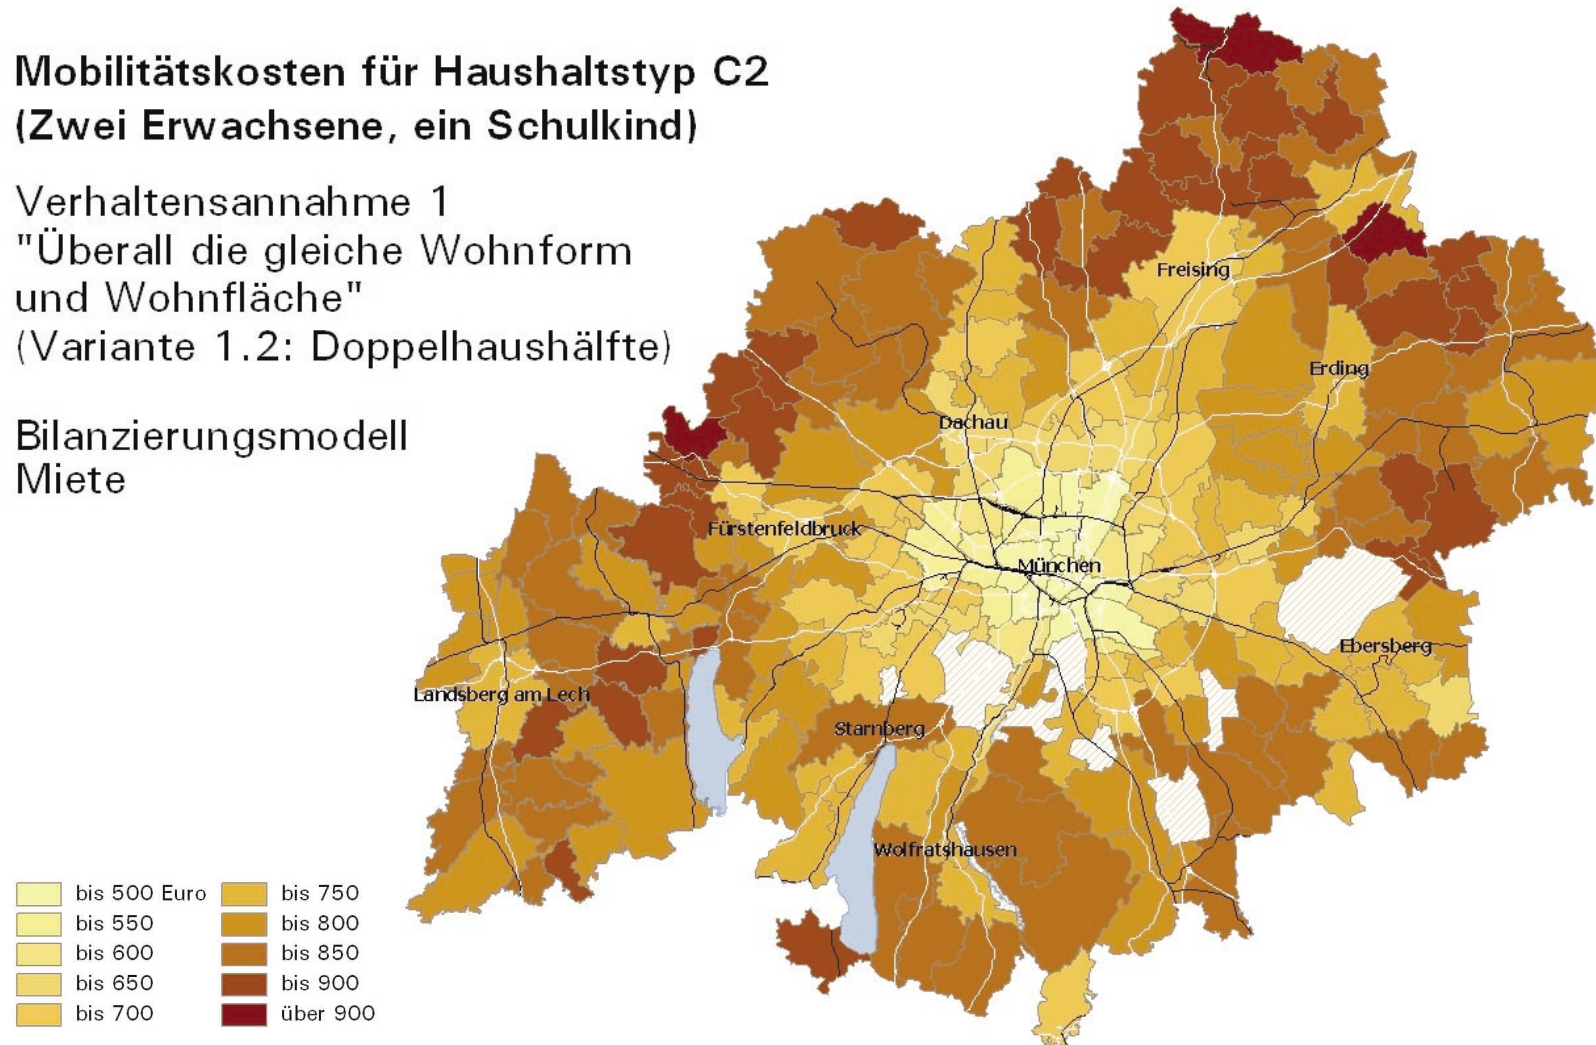 Mobilitätskosten für Haushaltstyp C2
(Zwei Erwachsene, ein Schulkind)
Verhaltensannahme 1
"Überall die gleiche Wohnform
und Wohnfläche"
(Variante 1.2: Doppelhaushälfte)
Bilanzierungsmodell
Miete
Freising
Erding
Dachau
Fürstenfeldbruck
München
Ebersberg
Landsberg am Lech
Starnberg
Wolfratshausen
bis 500 Euro
bis 550
bis 600
bis 650
bis 700
bis 750
bis 800
bis 850
bis 900
über 900